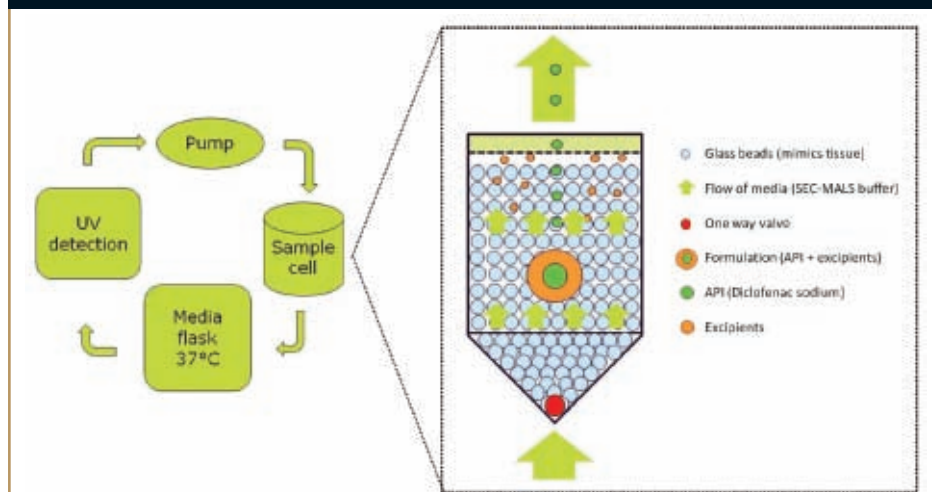 Pump
UV
detection
Sample
cell
Media
flask
37°C
Glass beads (mimics tissue)
Flow of media (SEC-MALS buffer)
One way valvo
Formulation (API + excipients)
API (Diclofenac sodium)
Excipients